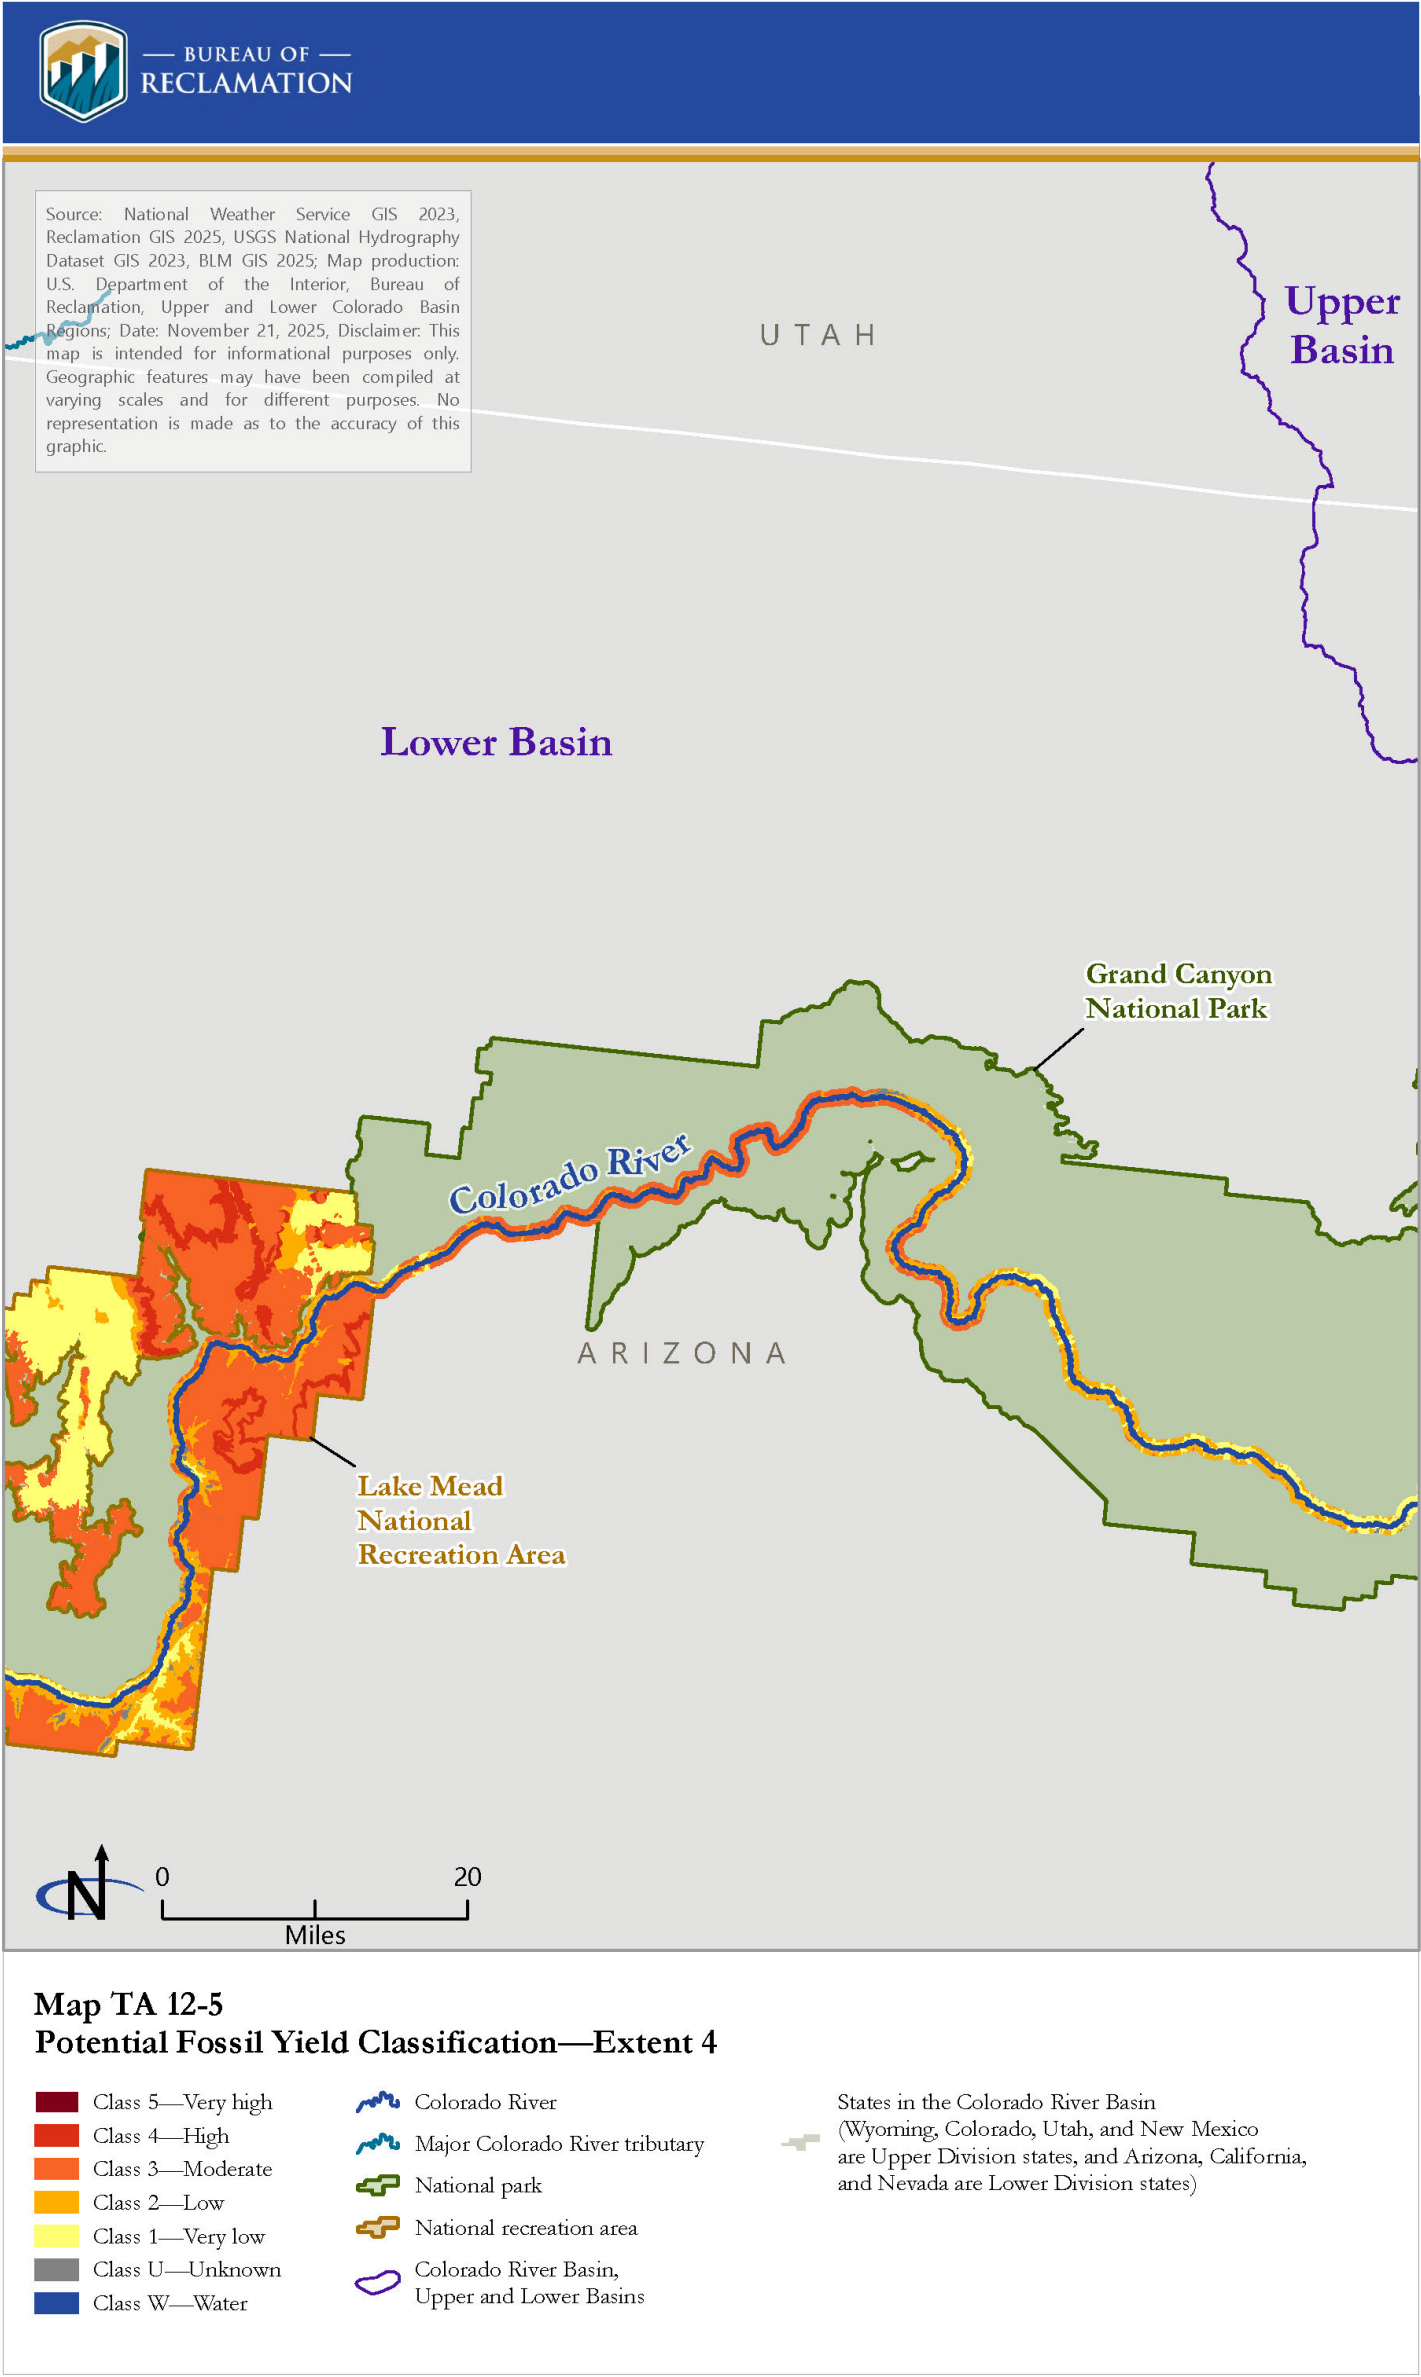 BUREAU OF
RECLAMATION
Source: National Weather Service GIS 2023,
Reclamation GIS 2025, USGS National Hydrography
Dataset GIS 2023, BLM GIS 2025; Map production:
U.S. Department of the Interior, Bureau of
Reclamation, Upper and Lower Colorado Basin
Regions; Date: November 21, 2025, Disclaimer: This
map is intended for informational purposes only.
Geographic features may have been compiled at
varying scales and for different purposes. No
representation is made as to the accuracy of this
graphic.
UTAH
Upper
Basin
Lower Basin
Grand Canyon
National Park
Colorado River
ARIZONA
Lake Mead
National
Recreation Area
N
0 20
Miles
Map TA 12-5
Potential Fossil Yield Classification—Extent 4
Class 5—Very high
Class 4—High
Class 3—Moderate
Class 2—Low
Class 1—Very low
Class U—Unknown
Class W—Water
Colorado River
Major Colorado River tributary
National park
National recreation area
Colorado River Basin,
Upper and Lower Basins
States in the Colorado River Basin
(Wyoming, Colorado, Utah, and New Mexico
are Upper Division states, and Arizona, California,
and Nevada are Lower Division states)